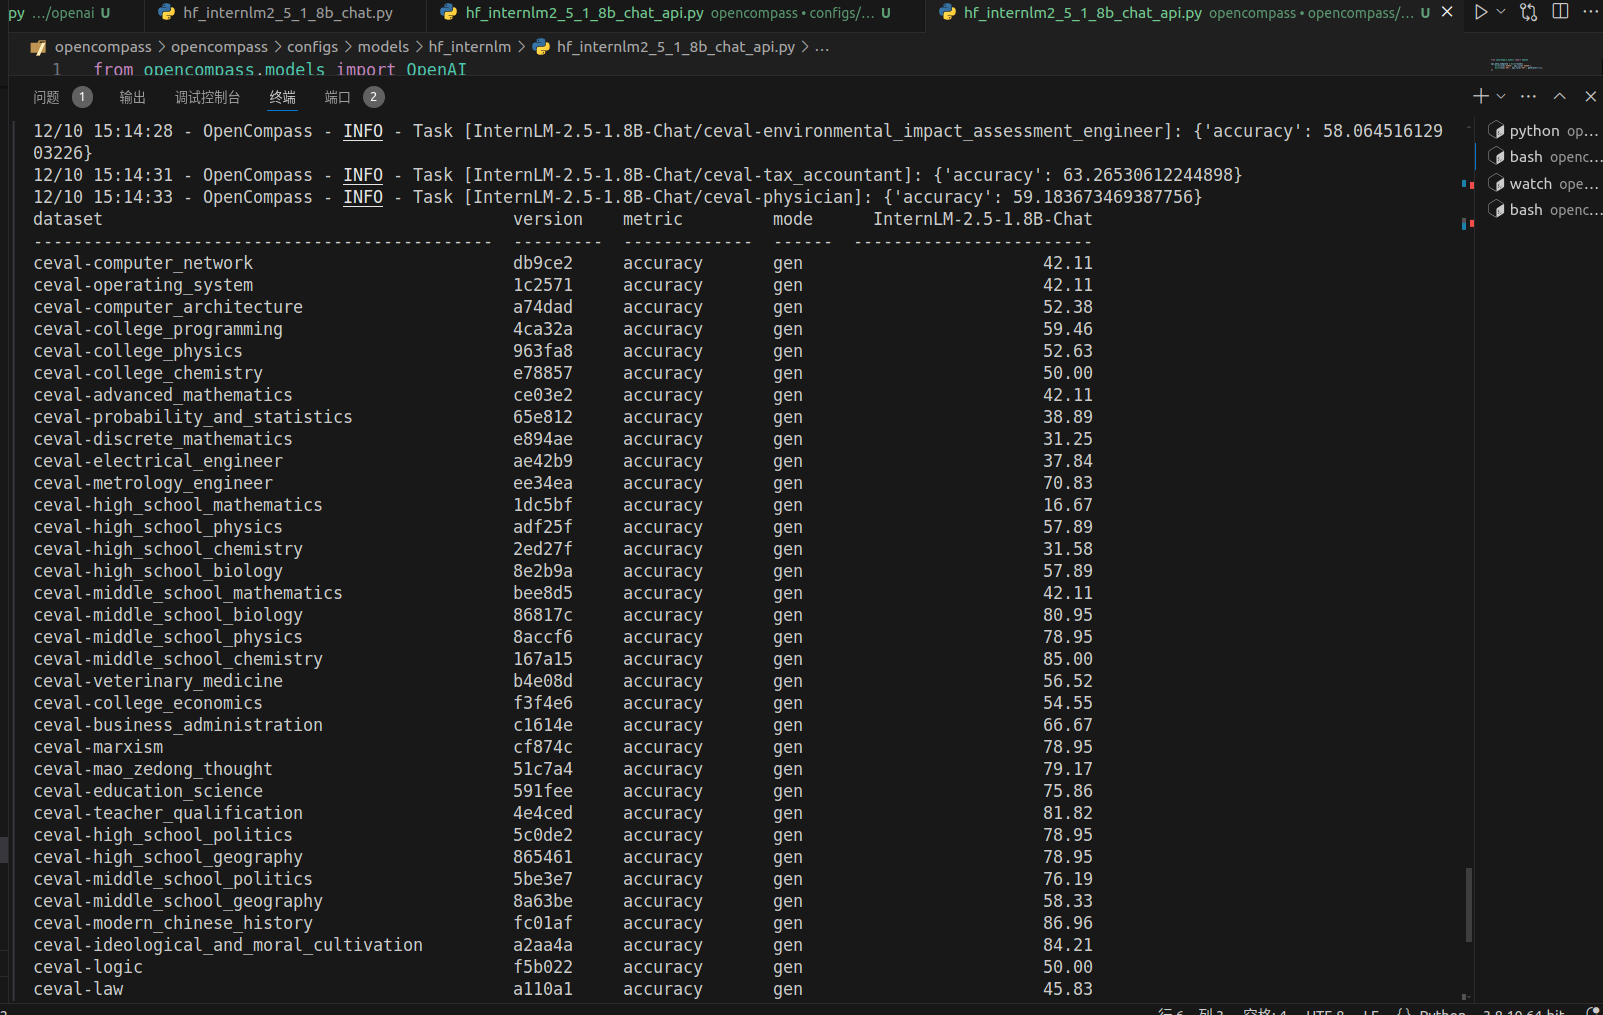 py .../openai U hf_internlm2_5_1_8b_chat.py hf_internlm2_5_1_8b_chat_api.py opencompass • configs/... U hf_internlm2_5_1_8b_chat_api.py opencompass • opencompass/... U
opencompass > opencompass > configs > models > hf_internlm > hf_internlm2_5_1_8b_chat_api.py > ...
1 from opencompass.models import OpenAI
问题 1 输出 调试控制台 终端 端口 2
12/10 15:14:28 - OpenCompass - INFO - Task [InternLM-2.5-1.8B-Chat/ceval-environmental_impact_assessment_engineer]: {'accuracy': 58.064516129
03226}
12/10 15:14:31 - OpenCompass - INFO - Task [InternLM-2.5-1.8B-Chat/ceval-tax_accountant]: {'accuracy': 63.26530612244898}
12/10 15:14:33 - OpenCompass - INFO - Task [InternLM-2.5-1.8B-Chat/ceval-physician]: {'accuracy': 59.183673469387756}
dataset version metric mode InternLM-2.5-1.8B-Chat
---------------------------------------------- --------- ------------- ------ ------------------------
ceval-computer_network db9ce2 accuracy gen 42.11
ceval-operating_system 1c2571 accuracy gen 42.11
ceval-computer_architecture a74dad accuracy gen 52.38
ceval-college_programming 4ca32a accuracy gen 59.46
ceval-college_physics 963fa8 accuracy gen 52.63
ceval-college_chemistry e78857 accuracy gen 50.00
ceval-advanced_mathematics ce03e2 accuracy gen 42.11
ceval-probability_and_statistics 65e812 accuracy gen 38.89
ceval-discrete_mathematics e894ae accuracy gen 31.25
ceval-electrical_engineer ae42b9 accuracy gen 37.84
ceval-metrology_engineer ee34ea accuracy gen 70.83
ceval-high_school_mathematics 1dc5bf accuracy gen 16.67
ceval-high_school_physics adf25f accuracy gen 57.89
ceval-high_school_chemistry 2ed27f accuracy gen 31.58
ceval-high_school_biology 8e2b9a accuracy gen 57.89
ceval-middle_school_mathematics bee8d5 accuracy gen 42.11
ceval-middle_school_biology 86817c accuracy gen 80.95
ceval-middle_school_physics 8accf6 accuracy gen 78.95
ceval-middle_school_chemistry 167a15 accuracy gen 85.00
ceval-veterinary_medicine b4e08d accuracy gen 56.52
ceval-college_economics f3f4e6 accuracy gen 54.55
ceval-business_administration c1614e accuracy gen 66.67
ceval-marxism cf874c accuracy gen 78.95
ceval-mao_zedong_thought 51c7a4 accuracy gen 79.17
ceval-education_science 591fee accuracy gen 75.86
ceval-teacher_qualification 4e4ced accuracy gen 81.82
ceval-high_school_politics 5c0de2 accuracy gen 78.95
ceval-high_school_geography 865461 accuracy gen 78.95
ceval-middle_school_politics 5be3e7 accuracy gen 76.19
ceval-middle_school_geography 8a63be accuracy gen 58.33
ceval-modern_chinese_history fc01af accuracy gen 86.96
ceval-ideological_and_moral_cultivation a2aa4a accuracy gen 84.21
ceval-logic f5b022 accuracy gen 50.00
ceval-law a110a1 accuracy gen 45.83
python op...
bash openc...
watch ope...
bash openc...
行 6, 列 3 空格: 4 UTF-8 LF {} Python 3.8.10 64-bit